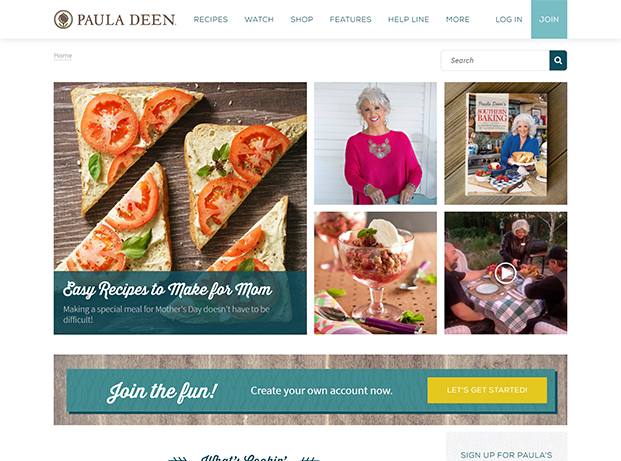 PAULA DEEN
RECIPES WATCH SHOP FEATURES HELP LINE MORE LOG IN JOIN
Home
Search
Paula Deen's
SOUTHERN
BAKING
Easy Recipes to Make for Mom
Making a special meal for Mother's Day doesn't have to be
difficult!
Join the fun!
Create your own account now.
LET'S GET STARTED!
What's Cookin'
SIGN UP FOR PAULA'S